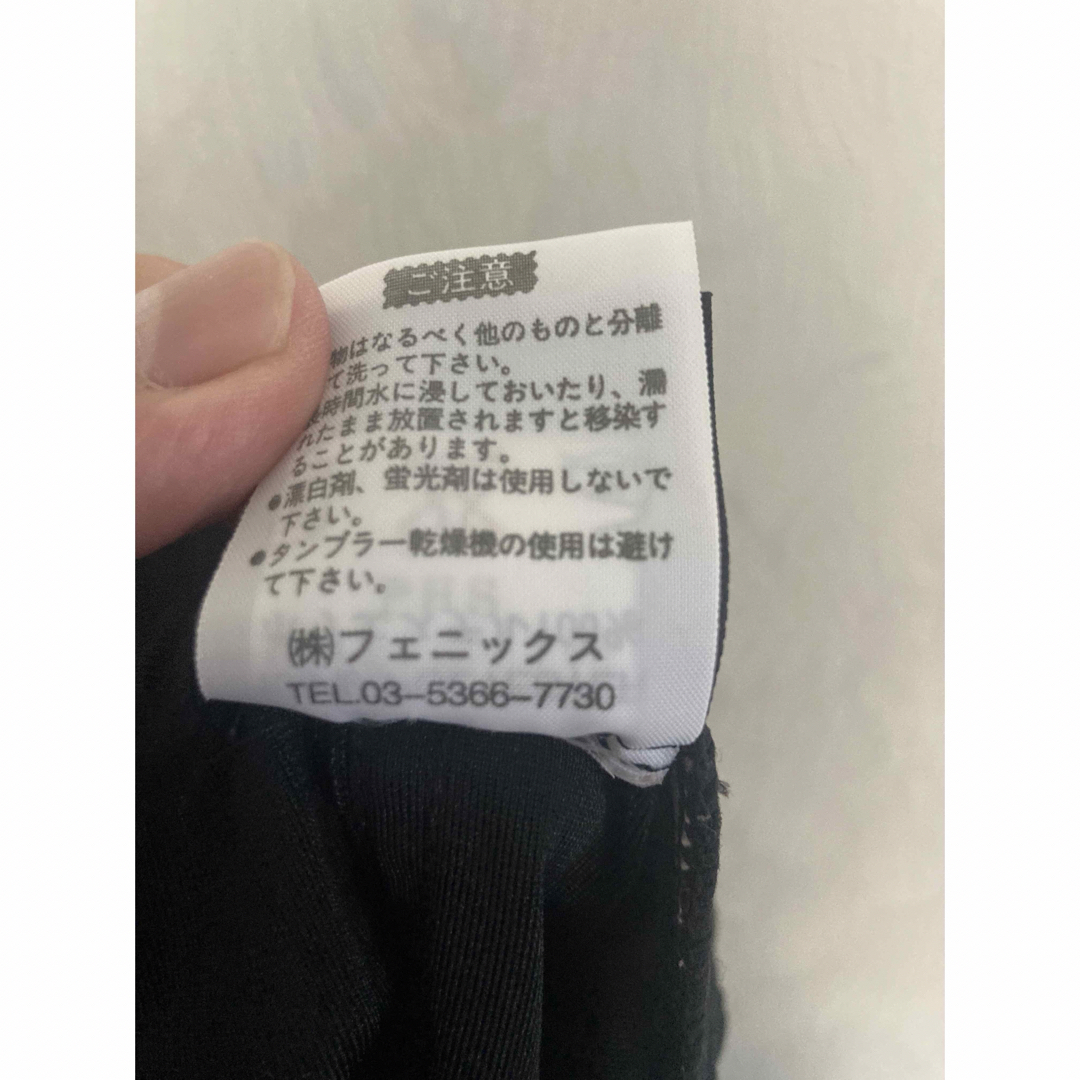 ご注意
物はなるべく他のものと分離
て洗って下さい。
時間水に浸しておいたり、濡
れたまま放置されますと移染す
ることがあります。
●漂白剤、蛍光剤は使用しないで
下さい。
●タンブラー乾燥機の使用は避け
て下さい。
㈱フェニックス
TEL.03-5366-7730